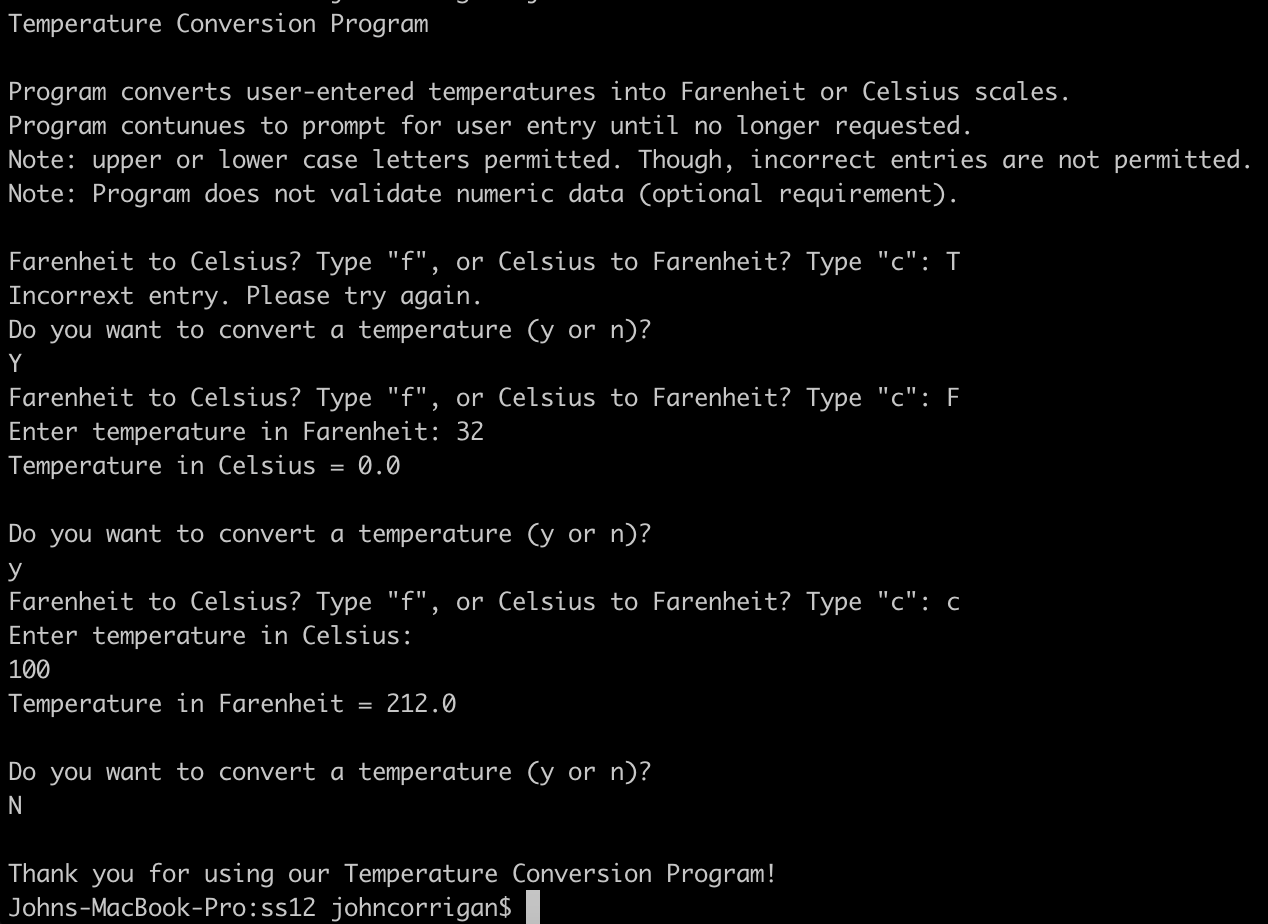 Temperature Conversion Program
Program converts user-entered temperatures into Farenheit or Celsius scales.
Program contunues to prompt for user entry until no longer requested.
Note: upper or lower case letters permitted. Though, incorrect entries are not permitted.
Note: Program does not validate numeric data (optional requirement).
Farenheit to Celsius? Type "f", or Celsius to Farenheit? Type "c": T
Incorrext entry. Please try again.
Do you want to convert a temperature (y or n)?
Y
Farenheit to Celsius? Type "f", or Celsius to Farenheit? Type "c": F
Enter temperature in Farenheit: 32
Temperature in Celsius = 0.0
Do you want to convert a temperature (y or n)?
y
Farenheit to Celsius? Type "f", or Celsius to Farenheit? Type "c": c
Enter temperature in Celsius:
100
Temperature in Farenheit = 212.0
Do you want to convert a temperature (y or n)?
N
Thank you for using our Temperature Conversion Program!
Johns-MacBook-Pro:ss12 johncorrigan$